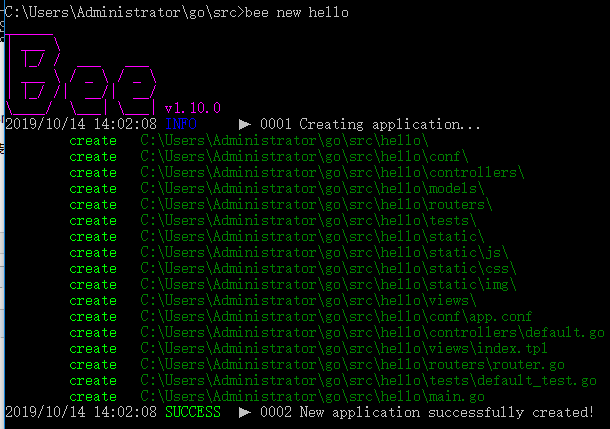 C:\Users\Administrator\go\src>bee new hello
Bee
v1.10.0
2019/10/14 14:02:08 INFO ▶ 0001 Creating application...
create C:\Users\Administrator\go\src\hello\
create C:\Users\Administrator\go\src\hello\conf\
create C:\Users\Administrator\go\src\hello\controllers\
create C:\Users\Administrator\go\src\hello\models\
create C:\Users\Administrator\go\src\hello\routers\
create C:\Users\Administrator\go\src\hello\tests\
create C:\Users\Administrator\go\src\hello\static\
create C:\Users\Administrator\go\src\hello\static\js\
create C:\Users\Administrator\go\src\hello\static\css\
create C:\Users\Administrator\go\src\hello\static\img\
create C:\Users\Administrator\go\src\hello\views\
create C:\Users\Administrator\go\src\hello\conf\app.conf
create C:\Users\Administrator\go\src\hello\controllers\default.go
create C:\Users\Administrator\go\src\hello\views\index.tpl
create C:\Users\Administrator\go\src\hello\routers\router.go
create C:\Users\Administrator\go\src\hello\tests\default_test.go
create C:\Users\Administrator\go\src\hello\main.go
2019/10/14 14:02:08 SUCCESS ▶ 0002 New application successfully created!